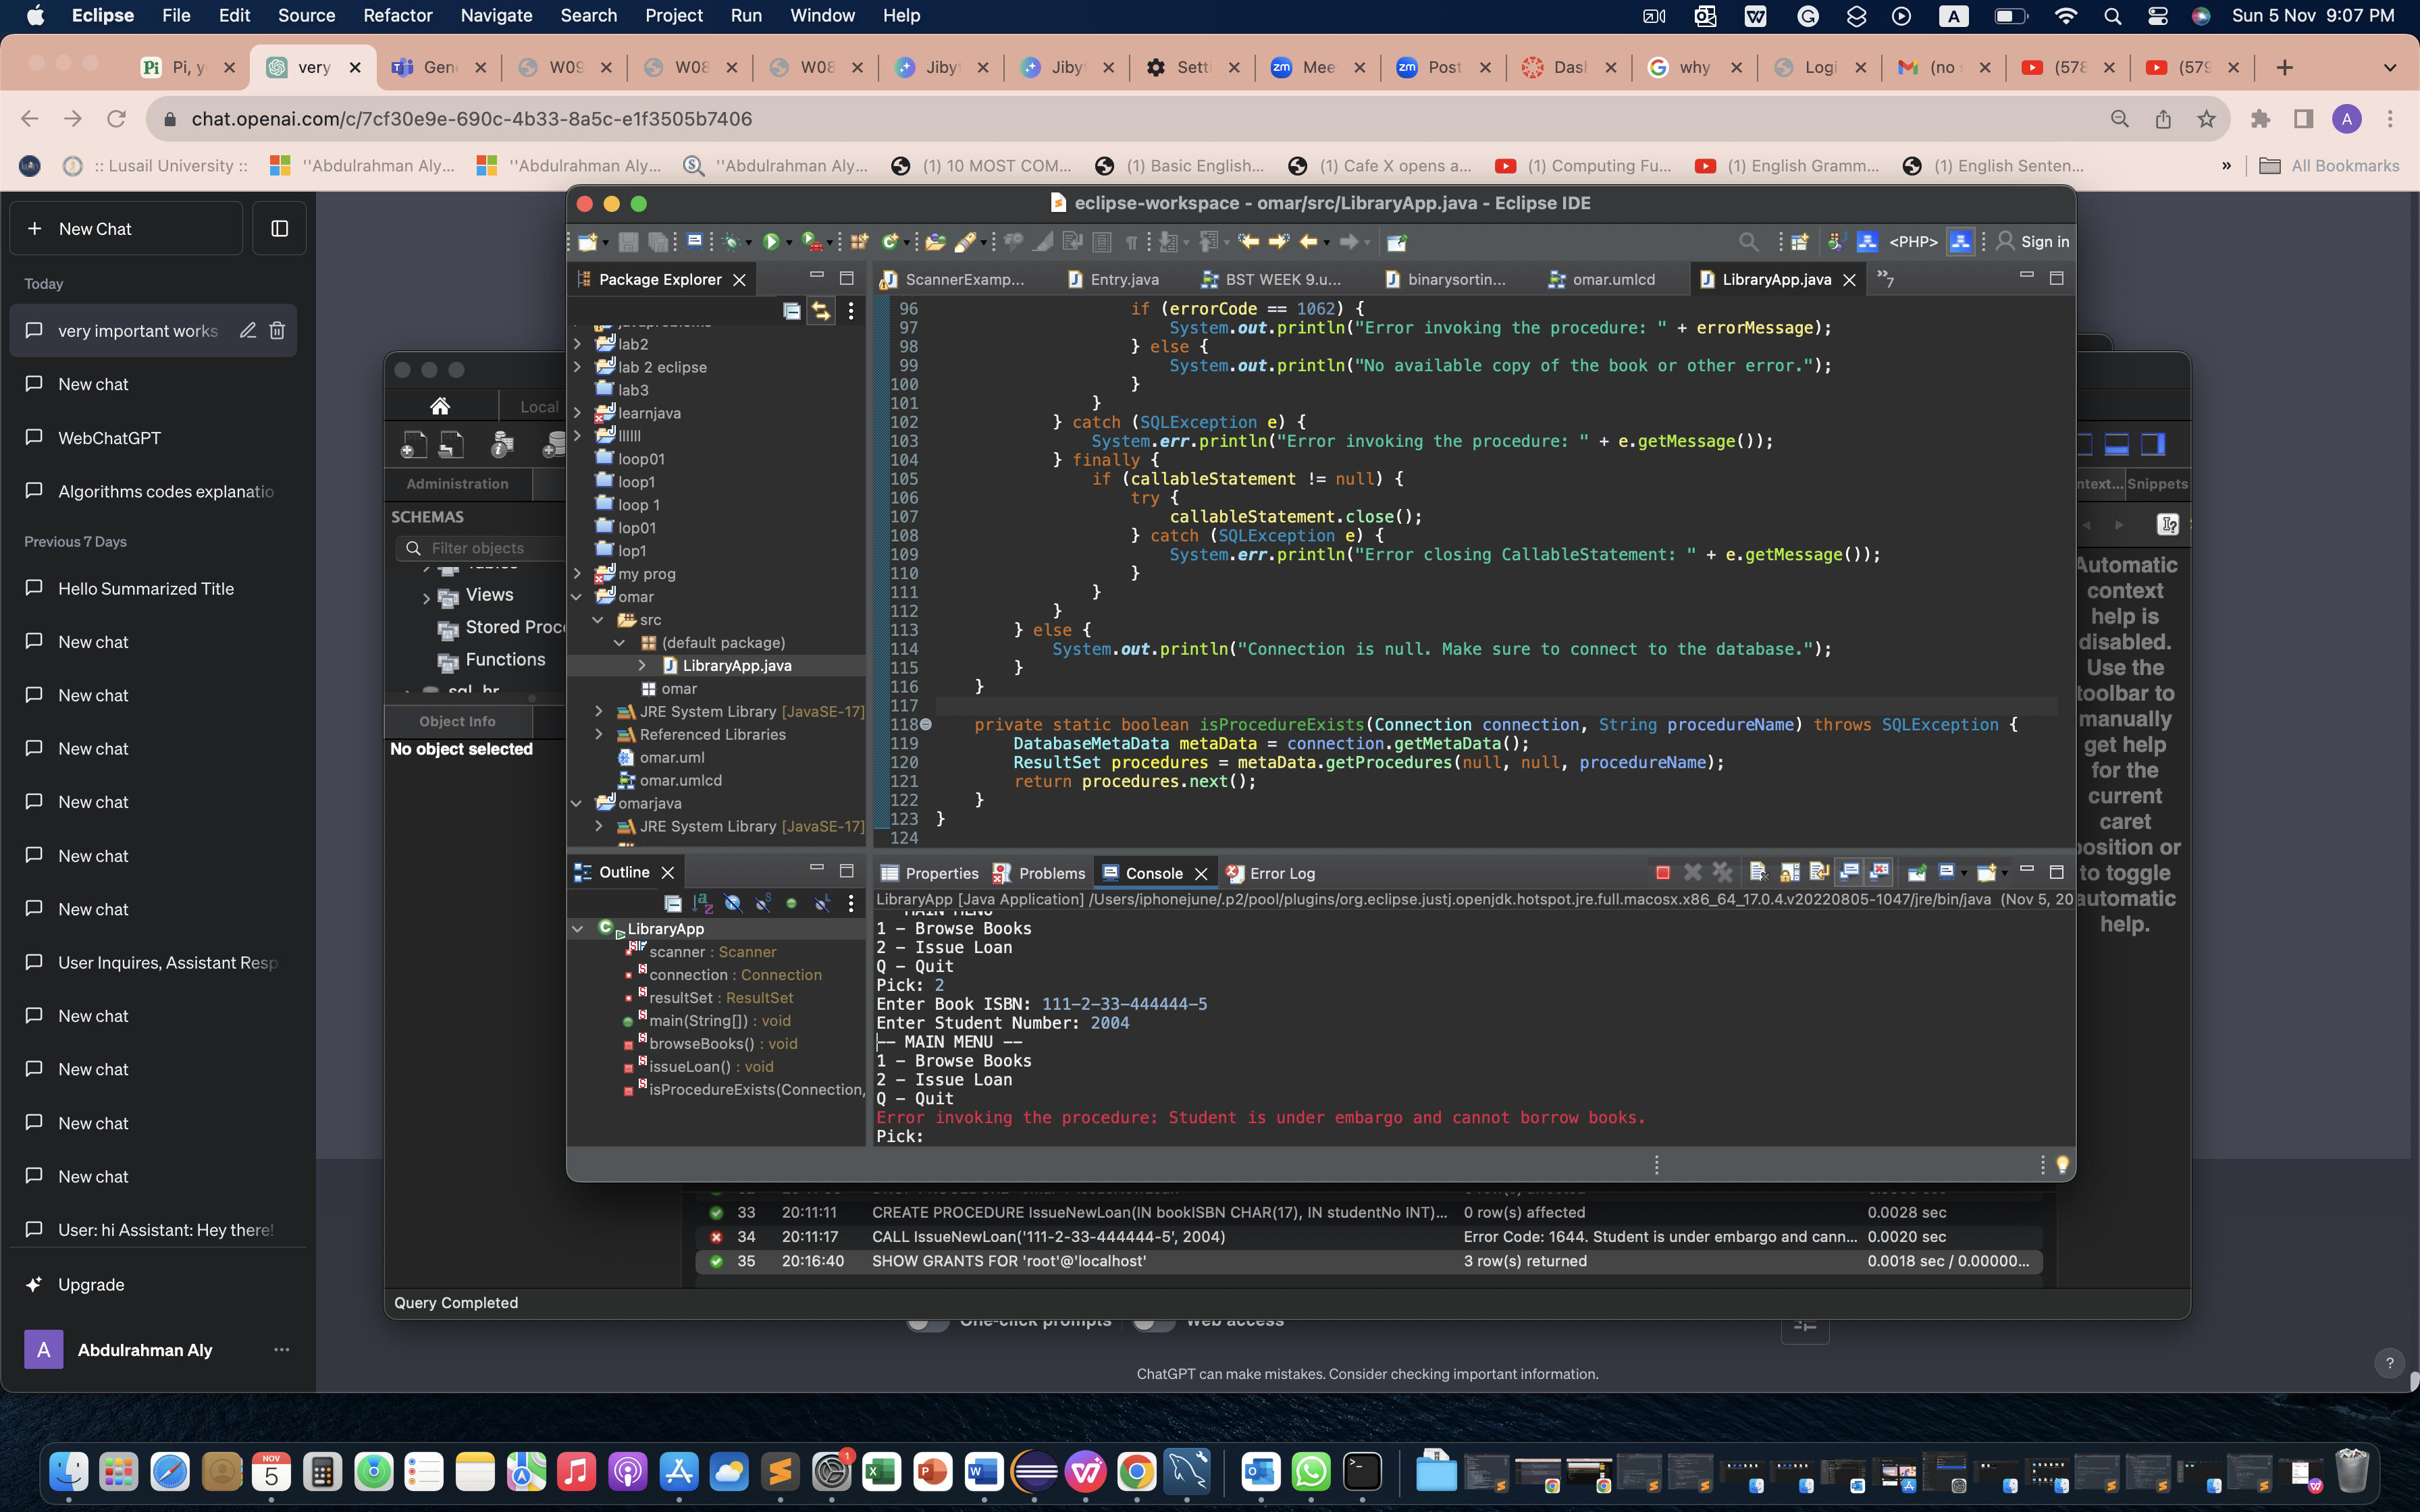 Eclipse File Edit Source Refactor Navigate Search Project Run Window Help Sun 5 Nov 9:07 PM
Pi, y very Gen W09 W08 W08 Jiby Jiby Setti Mee Post Das why Logi (no (578 (579
chat.openai.com/c/7cf30e9e-690c-4b33-8a5c-e1f3505b7406
:: Lusail University :: ''Abdulrahman Aly... ''Abdulrahman Aly... ''Abdulrahman Aly... (1) 10 MOST COM... (1) Basic English... (1) Cafe X opens a... (1) Computing Fu... (1) English Gramm... (1) English Senten... » All Bookmarks
New Chat
Today
very important works
New chat
WebChatGPT
Algorithms codes explanatio
Previous 7 Days
Hello Summarized Title
New chat
New chat
New chat
New chat
New chat
New chat
User Inquires, Assistant Resp
New chat
New chat
New chat
New chat
User: hi Assistant: Hey there!
Upgrade
A Abdulrahman Aly ...
Local
Administration
SCHEMAS
Filter objects
Views
Stored Proc
Functions
Object Info
No object selected
eclipse-workspace - omar/src/LibraryApp.java - Eclipse IDE
<PHP> Sign in
Package Explorer
lab2
lab 2 eclipse
lab3
learnjava
llllll
loop01
loop1
loop 1
lop01
lop1
my prog
omar
src
(default package)
LibraryApp.java
omar
JRE System Library [JavaSE-17]
Referenced Libraries
omar.uml
omar.umlcd
omarjava
JRE System Library [JavaSE-17]
ScannerExamp... Entry.java BST WEEK 9.u... binarysortin... omar.umlcd LibraryApp.java »7
96 if (errorCode == 1062) {
97 System.out.println("Error invoking the procedure: " + errorMessage);
98 } else {
99 System.out.println("No available copy of the book or other error.");
100 }
101 }
102 } catch (SQLException e) {
103 System.err.println("Error invoking the procedure: " + e.getMessage());
104 } finally {
105 if (callableStatement != null) {
106 try {
107 callableStatement.close();
108 } catch (SQLException e) {
109 System.err.println("Error closing CallableStatement: " + e.getMessage());
110 }
111 }
112 }
113 } else {
114 System.out.println("Connection is null. Make sure to connect to the database.");
115 }
116 }
117
118 private static boolean isProcedureExists(Connection connection, String procedureName) throws SQLException {
119 DatabaseMetaData metaData = connection.getMetaData();
120 ResultSet procedures = metaData.getProcedures(null, null, procedureName);
121 return procedures.next();
122 }
123 }
124
Outline
LibraryApp
scanner : Scanner
connection : Connection
resultSet : ResultSet
main(String[]) : void
browseBooks() : void
issueLoan() : void
isProcedureExists(Connection,
Properties Problems Console Error Log
LibraryApp [Java Application] /Users/iphonejune/.p2/pool/plugins/org.eclipse.justj.openjdk.hotspot.jre.full.macosx.x86_64_17.0.4.v20220805-1047/jre/bin/java (Nov 5, 20
1 – Browse Books
2 – Issue Loan
Q – Quit
Pick: 2
Enter Book ISBN: 111-2-33-444444-5
Enter Student Number: 2004
-- MAIN MENU --
1 – Browse Books
2 – Issue Loan
Q – Quit
Error invoking the procedure: Student is under embargo and cannot borrow books.
Pick:
ntext... Snippets
Automatic
context
help is
disabled.
Use the
toolbar to
manually
get help
for the
current
caret
position or
to toggle
automatic
help.
33 20:11:11 CREATE PROCEDURE IssueNewLoan(IN bookISBN CHAR(17), IN studentNo INT)... 0 row(s) affected 0.0028 sec
34 20:11:17 CALL IssueNewLoan('111-2-33-444444-5', 2004) Error Code: 1644. Student is under embargo and cann... 0.0020 sec
35 20:16:40 SHOW GRANTS FOR 'root'@'localhost' 3 row(s) returned 0.0018 sec / 0.00000...
Query Completed
One-click prompts Web access
ChatGPT can make mistakes. Consider checking important information.
?
NOV
5
1